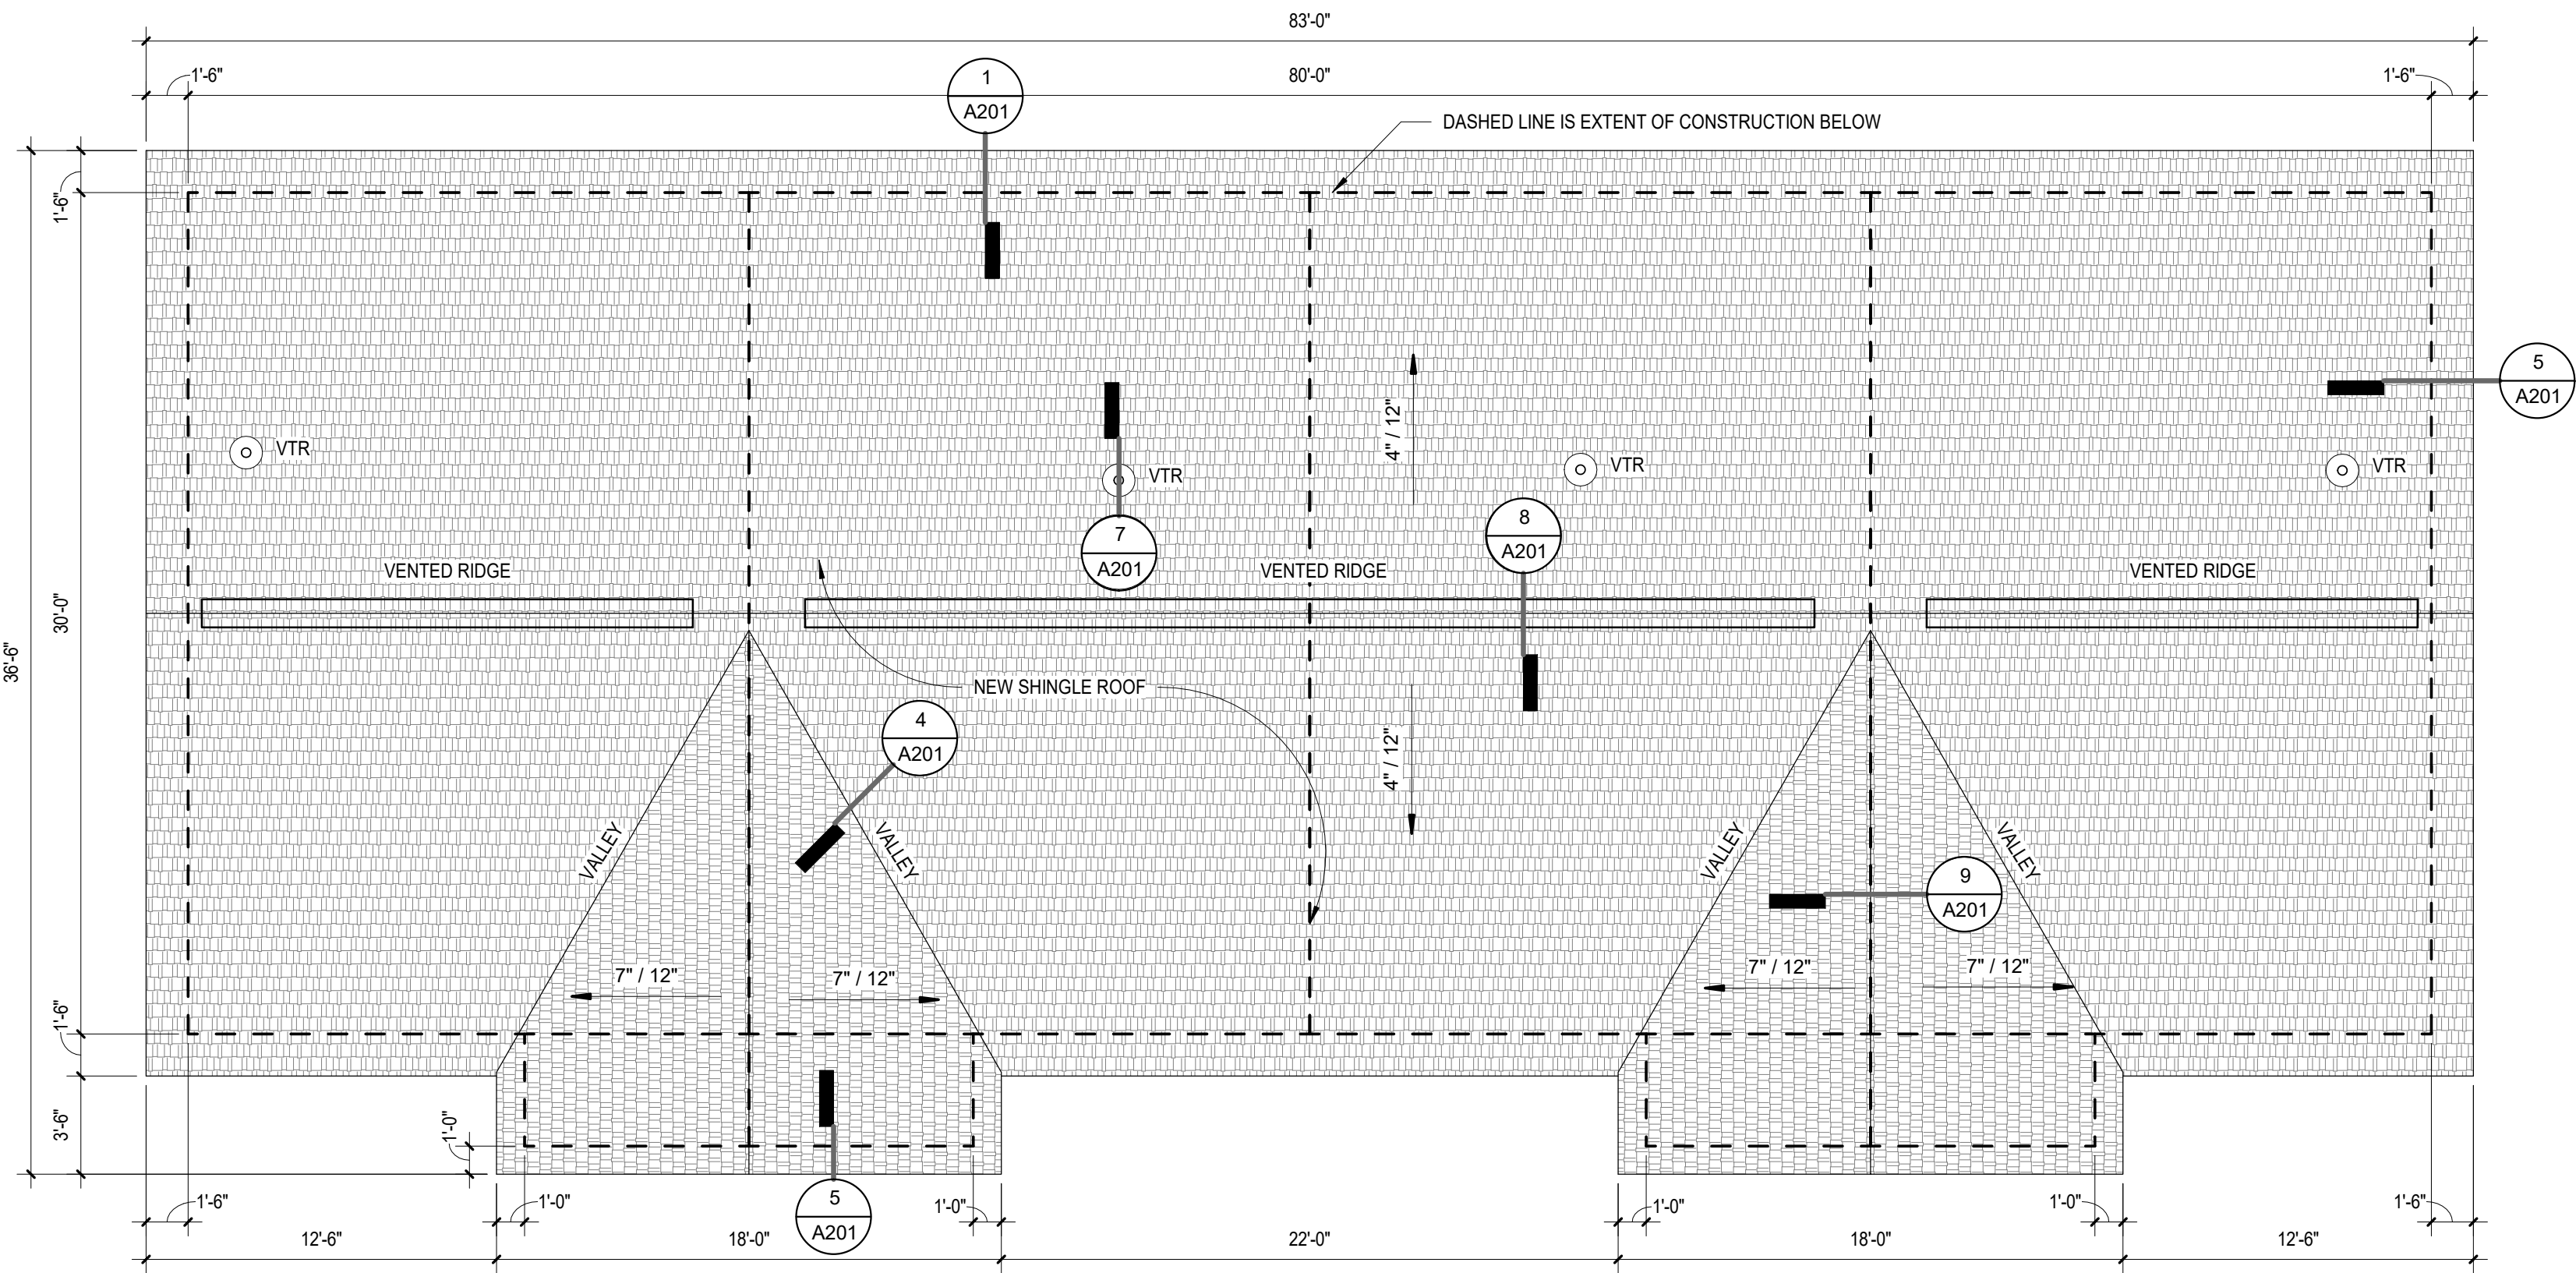 83'-0"
1'-6"
80'-0"
1'-6"
1
A201
DASHED LINE IS EXTENT OF CONSTRUCTION BELOW
1'-6"
5
A201
4" / 12"
VTR
VTR
VTR
VTR
8
A201
7
A201
VENTED RIDGE
VENTED RIDGE
VENTED RIDGE
30'-0"
36'-6"
NEW SHINGLE ROOF
4
A201
4" / 12"
VALLEY
VALLEY
VALLEY
VALLEY
9
A201
7" / 12"
7" / 12"
7" / 12"
7" / 12"
1'-6"
3'-6"
1'-0"
5
A201
1'-6"
1'-0"
1'-0"
1'-0"
1'-0"
1'-6"
12'-6"
18'-0"
22'-0"
18'-0"
12'-6"